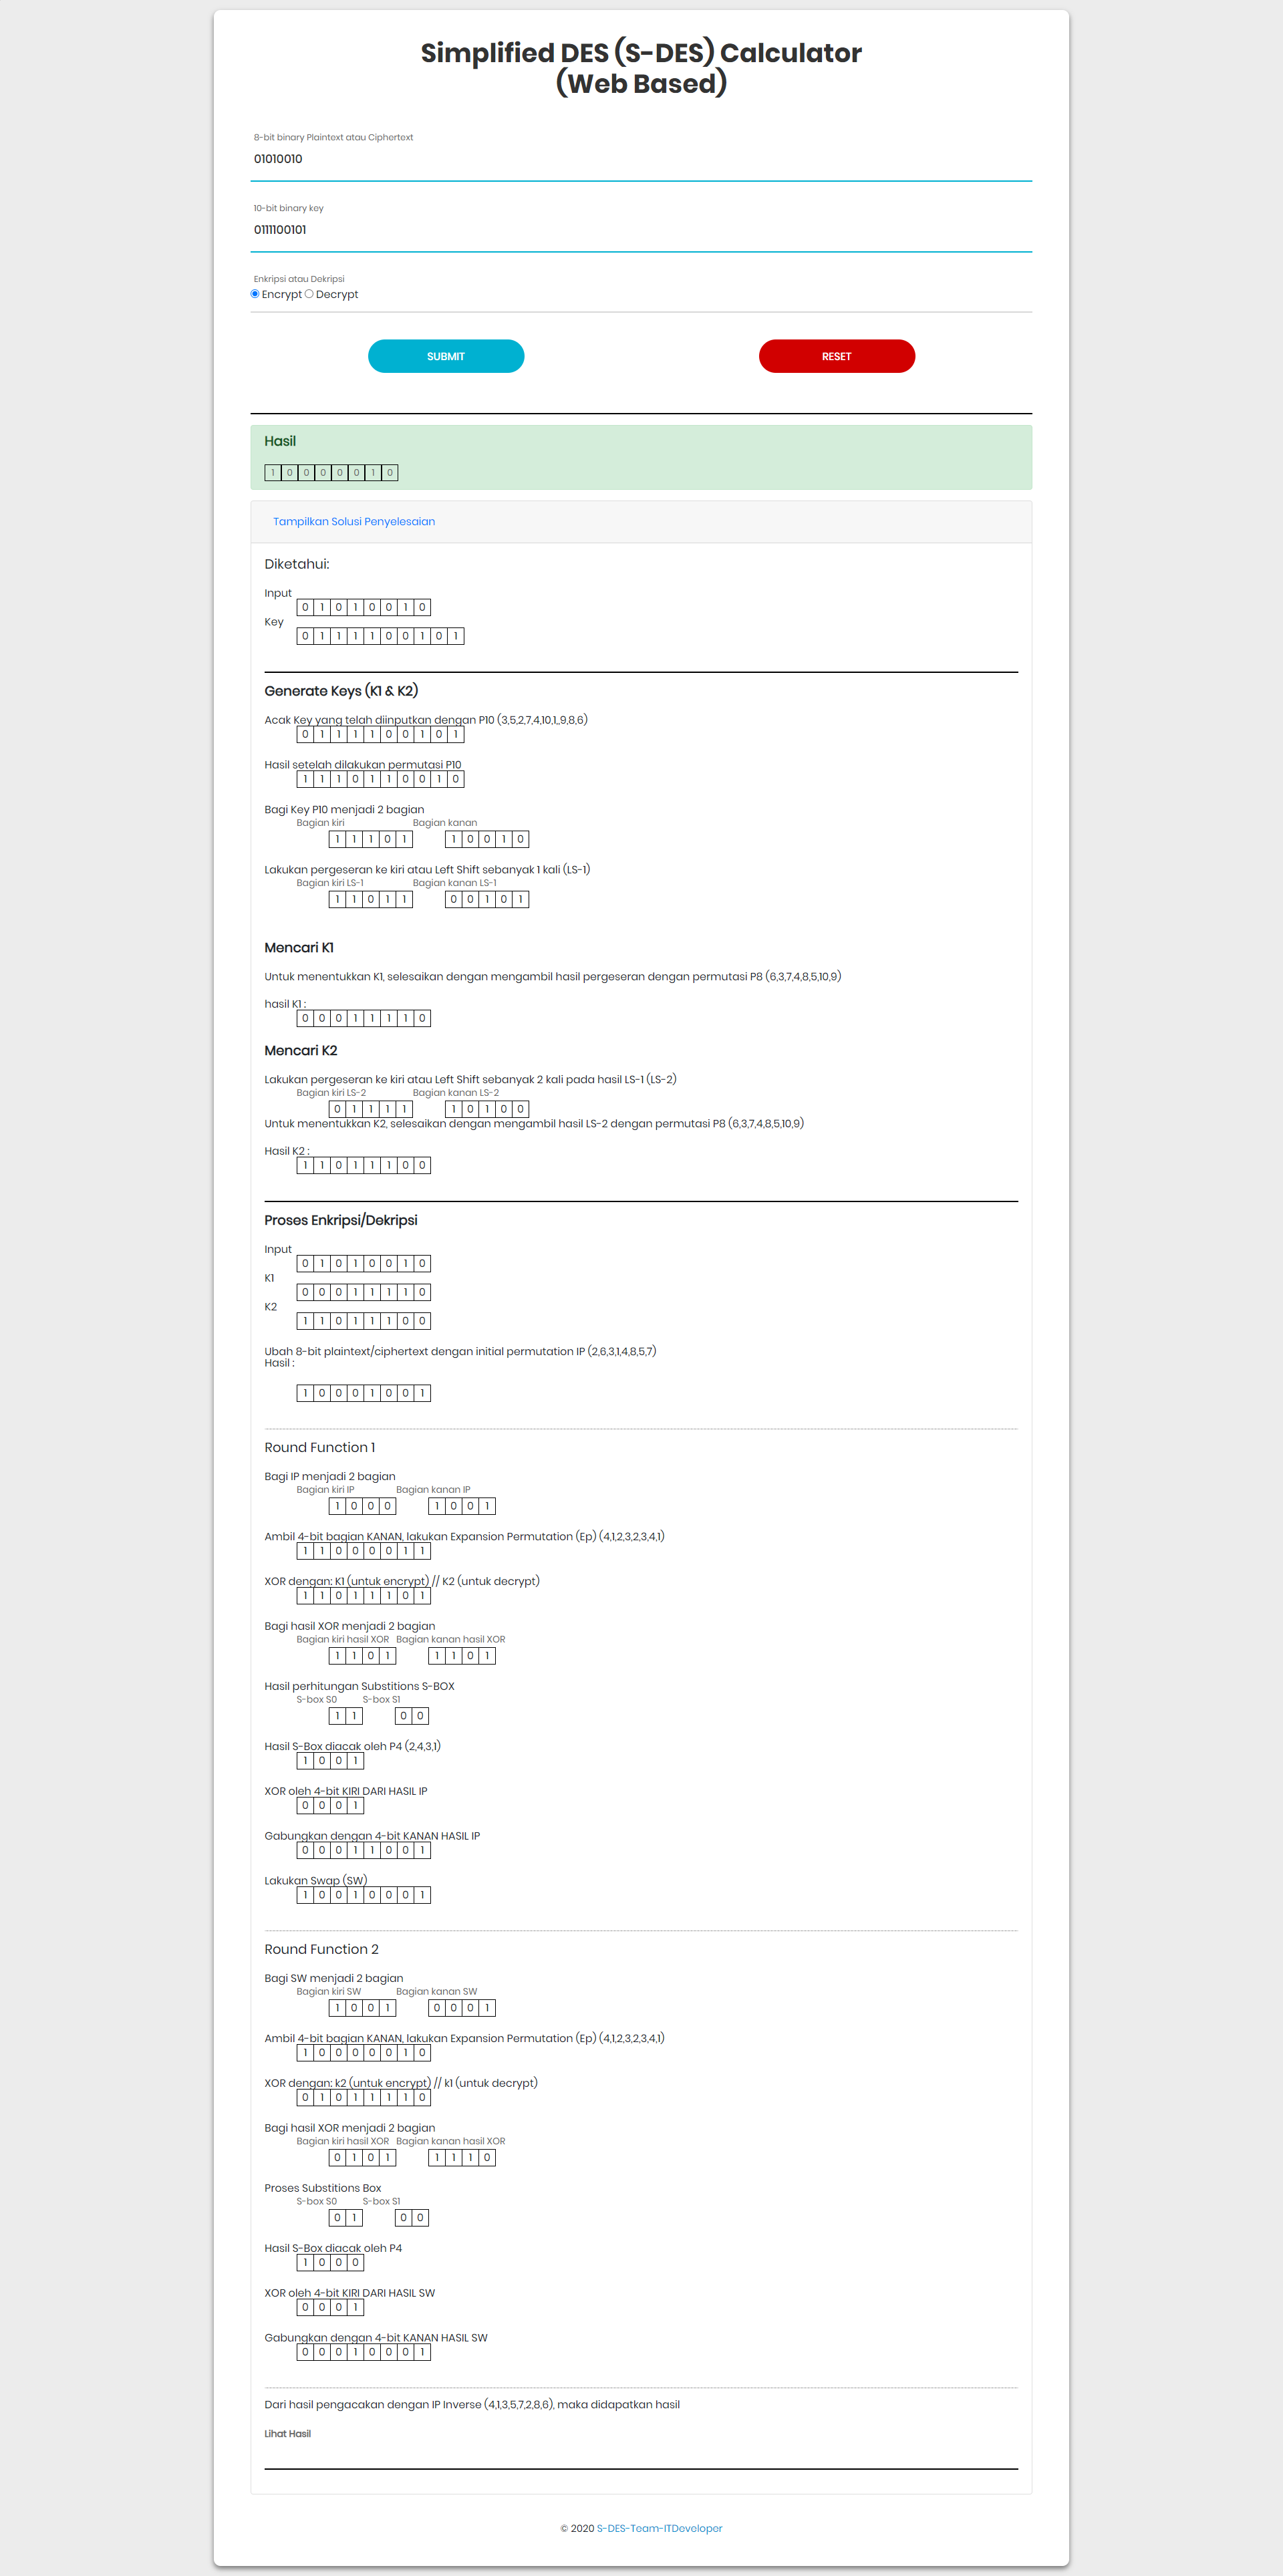 Simplified DES (S-DES) Calculator
(Web Based)
8-bit binary Plaintext atau Ciphertext
01010010
10-bit binary key
0111100101
Enkripsi atau Dekripsi
Encrypt Decrypt
SUBMIT RESET
Hasil
1 0 0 0 0 0 1 0
Tampilkan Solusi Penyelesaian
Diketahui:
Input
0 1 0 1 0 0 1 0
Key
0 1 1 1 1 0 0 1 0 1
Generate Keys (K1 & K2)
Acak Key yang telah diinputkan dengan P10 (3,5,2,7,4,10,1,,9,8,6)
0 1 1 1 1 0 0 1 0 1
Hasil setelah dilakukan permutasi P10
1 1 1 0 1 1 0 0 1 0
Bagi Key P10 menjadi 2 bagian
Bagian kiri Bagian kanan
1 1 1 0 1 1 0 0 1 0
Lakukan pergeseran ke kiri atau Left Shift sebanyak 1 kali (LS-1)
Bagian kiri LS-1 Bagian kanan LS-1
1 1 0 1 1 0 0 1 0 1
Mencari K1
Untuk menentukkan K1, selesaikan dengan mengambil hasil pergeseran dengan permutasi P8 (6,3,7,4,8,5,10,9)
hasil K1 :
0 0 0 1 1 1 1 0
Mencari K2
Lakukan pergeseran ke kiri atau Left Shift sebanyak 2 kali pada hasil LS-1 (LS-2)
Bagian kiri LS-2 Bagian kanan LS-2
0 1 1 1 1 1 0 1 0 0
Untuk menentukkan K2, selesaikan dengan mengambil hasil LS-2 dengan permutasi P8 (6,3,7,4,8,5,10,9)
Hasil K2 :
1 1 0 1 1 1 0 0
Proses Enkripsi/Dekripsi
Input
0 1 0 1 0 0 1 0
K1
0 0 0 1 1 1 1 0
K2
1 1 0 1 1 1 0 0
Ubah 8-bit plaintext/ciphertext dengan initial permutation IP (2,6,3,1,4,8,5,7)
Hasil :
1 0 0 0 1 0 0 1
Round Function 1
Bagi IP menjadi 2 bagian
Bagian kiri IP Bagian kanan IP
1 0 0 0 1 0 0 1
Ambil 4-bit bagian KANAN, lakukan Expansion Permutation (Ep) (4,1,2,3,2,3,4,1)
1 1 0 0 0 0 1 1
XOR dengan: K1 (untuk encrypt) // K2 (untuk decrypt)
1 1 0 1 1 1 0 1
Bagi hasil XOR menjadi 2 bagian
Bagian kiri hasil XOR Bagian kanan hasil XOR
1 1 0 1 1 1 0 1
Hasil perhitungan Substitions S-BOX
S-box S0 S-box S1
1 1 0 0
Hasil S-Box diacak oleh P4 (2,4,3,1)
1 0 0 1
XOR oleh 4-bit KIRI DARI HASIL IP
0 0 0 1
Gabungkan dengan 4-bit KANAN HASIL IP
0 0 0 1 1 0 0 1
Lakukan Swap (SW)
1 0 0 1 0 0 0 1
Round Function 2
Bagi SW menjadi 2 bagian
Bagian kiri SW Bagian kanan SW
1 0 0 1 0 0 0 1
Ambil 4-bit bagian KANAN, lakukan Expansion Permutation (Ep) (4,1,2,3,2,3,4,1)
1 0 0 0 0 0 1 0
XOR dengan: k2 (untuk encrypt) // k1 (untuk decrypt)
0 1 0 1 1 1 1 0
Bagi hasil XOR menjadi 2 bagian
Bagian kiri hasil XOR Bagian kanan hasil XOR
0 1 0 1 1 1 1 0
Proses Substitions Box
S-box S0 S-box S1
0 1 0 0
Hasil S-Box diacak oleh P4
1 0 0 0
XOR oleh 4-bit KIRI DARI HASIL SW
0 0 0 1
Gabungkan dengan 4-bit KANAN HASIL SW
0 0 0 1 0 0 0 1
Dari hasil pengacakan dengan IP Inverse (4,1,3,5,7,2,8,6), maka didapatkan hasil
Lihat Hasil
© 2020 S-DES-Team-ITDeveloper